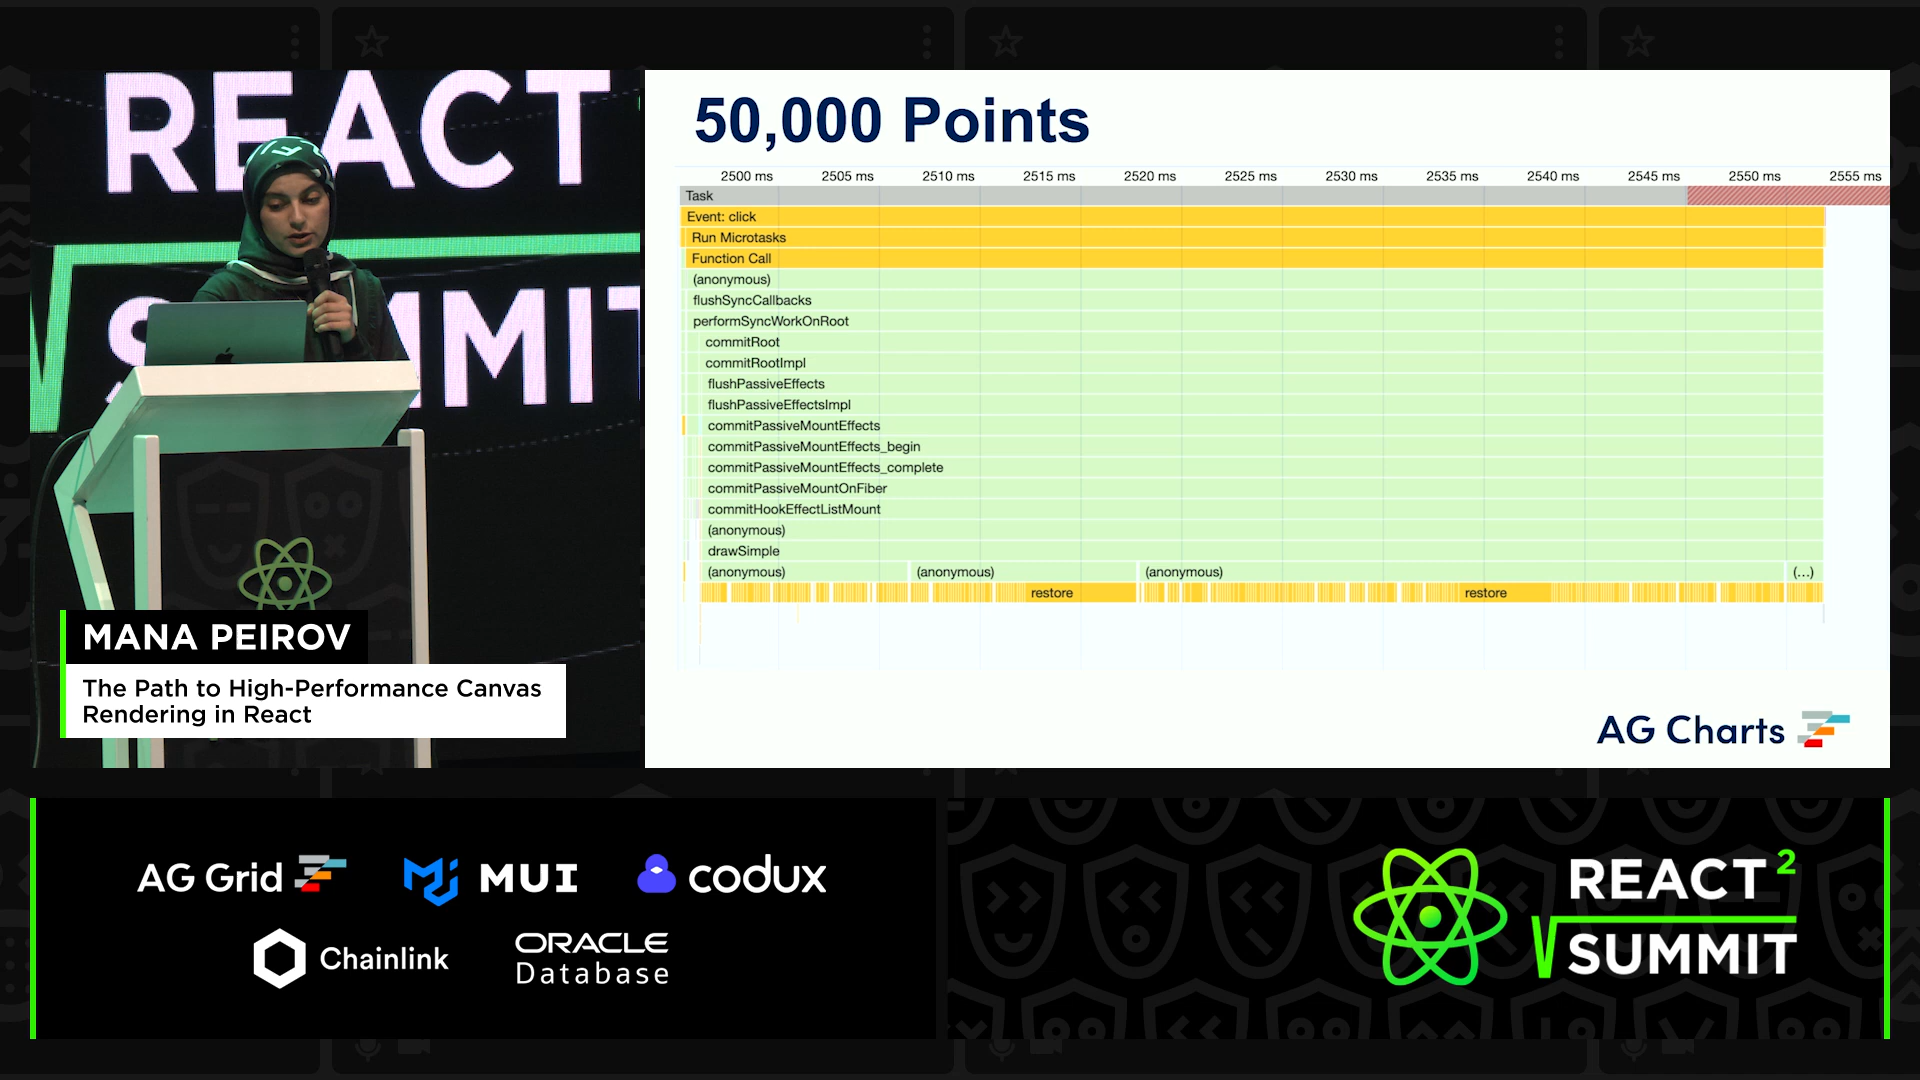 REACT
SUMMIT
MANA PEIROV
The Path to High-Performance Canvas
Rendering in React
50,000 Points
2500 ms 2505 ms 2510 ms 2515 ms 2520 ms 2525 ms 2530 ms 2535 ms 2540 ms 2545 ms 2550 ms 2555 ms
Task
Event: click
Run Microtasks
Function Call
(anonymous)
flushSyncCallbacks
performSyncWorkOnRoot
commitRoot
commitRootImpl
flushPassiveEffects
flushPassiveEffectsImpl
commitPassiveMountEffects
commitPassiveMountEffects_begin
commitPassiveMountEffects_complete
commitPassiveMountOnFiber
commitHookEffectListMount
(anonymous)
drawSimple
(anonymous) (anonymous) (anonymous) (...)
restore restore
AG Charts
AG Grid MUI codux
Chainlink ORACLE
Database
REACT 2
SUMMIT